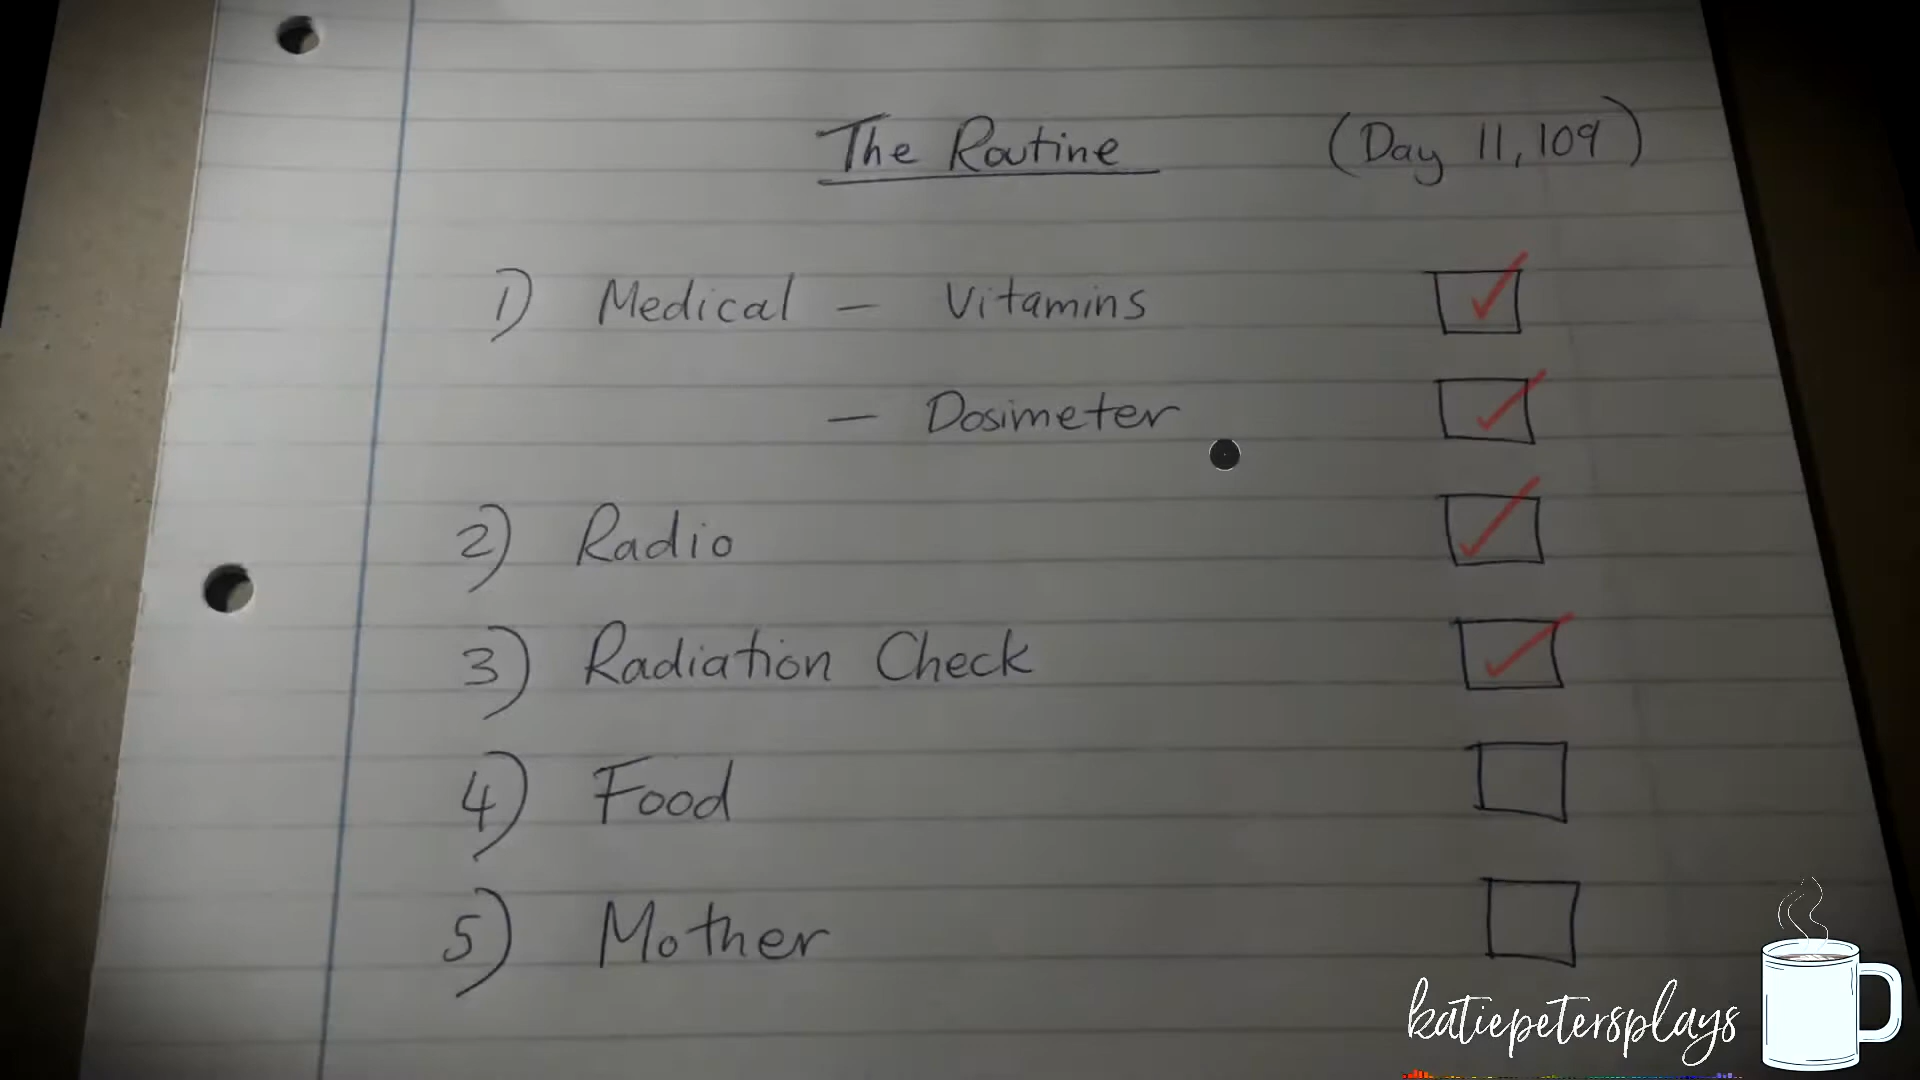 The Routine (Day 11,109)
1) Medical - Vitamins
- Dosimeter
2) Radio
3) Radiation Check
4) Food
5) Mother
katiepetersplays